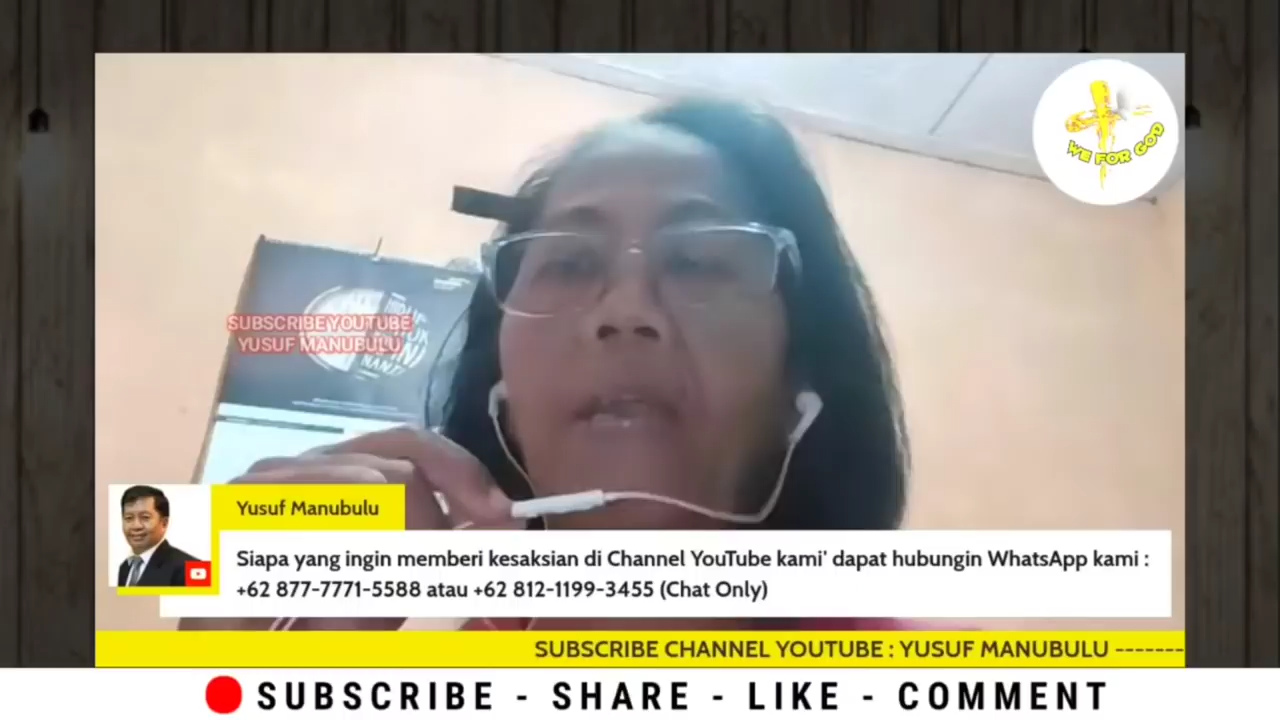 WE FOR GOD
SUBSCRIBE YOUTUBE
YUSUF MANUBULU
Yusuf Manubulu
Siapa yang ingin memberi kesaksian di Channel YouTube kami' dapat hubungin WhatsApp kami :
+62 877-7771-5588 atau +62 812-1199-3455 (Chat Only)
SUBSCRIBE CHANNEL YOUTUBE : YUSUF MANUBULU -------
SUBSCRIBE - SHARE - LIKE - COMMENT